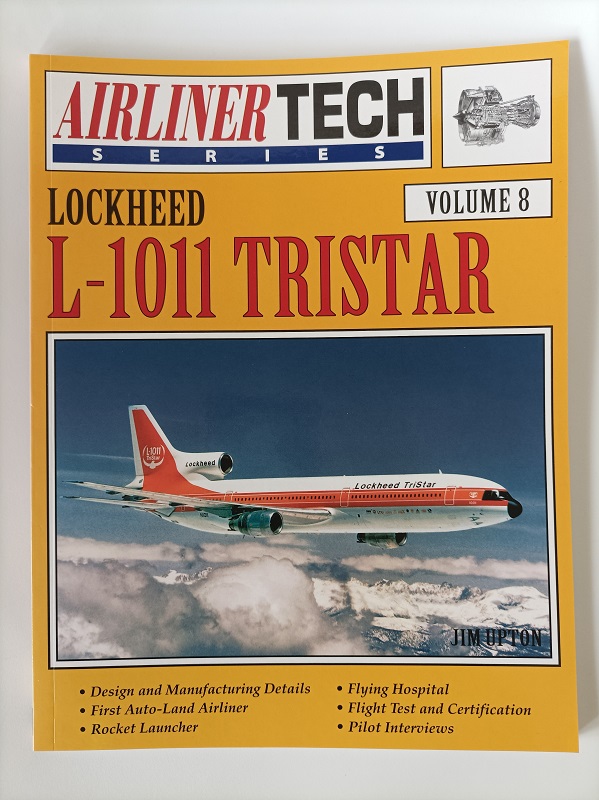 AIRLINER TECH
SERIES
LOCKHEED
VOLUME 8
L-1011 TRISTAR
L-1011
TriStar
Lockheed
Lockheed TriStar
JIM UPTON
• Design and Manufacturing Details
• First Auto-Land Airliner
• Rocket Launcher
• Flying Hospital
• Flight Test and Certification
• Pilot Interviews